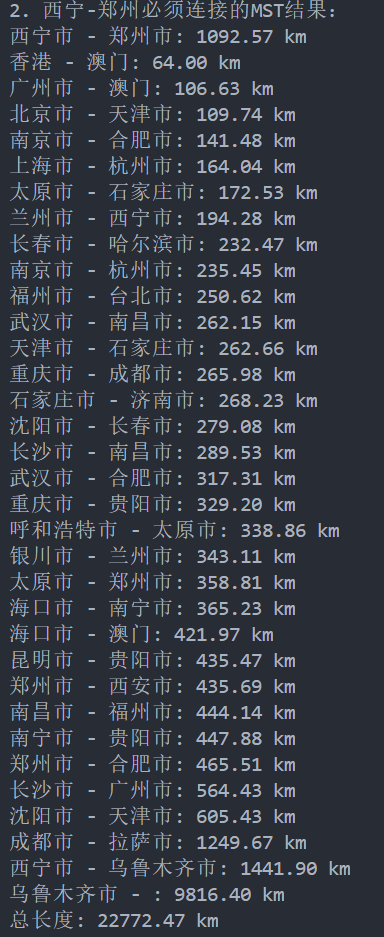 2. 西宁-郑州必须连接的MST结果:
西宁市 - 郑州市: 1092.57 km
香港 - 澳门: 64.00 km
广州市 - 澳门: 106.63 km
北京市 - 天津市: 109.74 km
南京市 - 合肥市: 141.48 km
上海市 - 杭州市: 164.04 km
太原市 - 石家庄市: 172.53 km
兰州市 - 西宁市: 194.28 km
长春市 - 哈尔滨市: 232.47 km
南京市 - 杭州市: 235.45 km
福州市 - 台北市: 250.62 km
武汉市 - 南昌市: 262.15 km
天津市 - 石家庄市: 262.66 km
重庆市 - 成都市: 265.98 km
石家庄市 - 济南市: 268.23 km
沈阳市 - 长春市: 279.08 km
长沙市 - 南昌市: 289.53 km
武汉市 - 合肥市: 317.31 km
重庆市 - 贵阳市: 329.20 km
呼和浩特市 - 太原市: 338.86 km
银川市 - 兰州市: 343.11 km
太原市 - 郑州市: 358.81 km
海口市 - 南宁市: 365.23 km
海口市 - 澳门: 421.97 km
昆明市 - 贵阳市: 435.47 km
郑州市 - 西安市: 435.69 km
南昌市 - 福州市: 444.14 km
南宁市 - 贵阳市: 447.88 km
郑州市 - 合肥市: 465.51 km
长沙市 - 广州市: 564.43 km
沈阳市 - 天津市: 605.43 km
成都市 - 拉萨市: 1249.67 km
西宁市 - 乌鲁木齐市: 1441.90 km
乌鲁木齐市 - : 9816.40 km
总长度: 22772.47 km